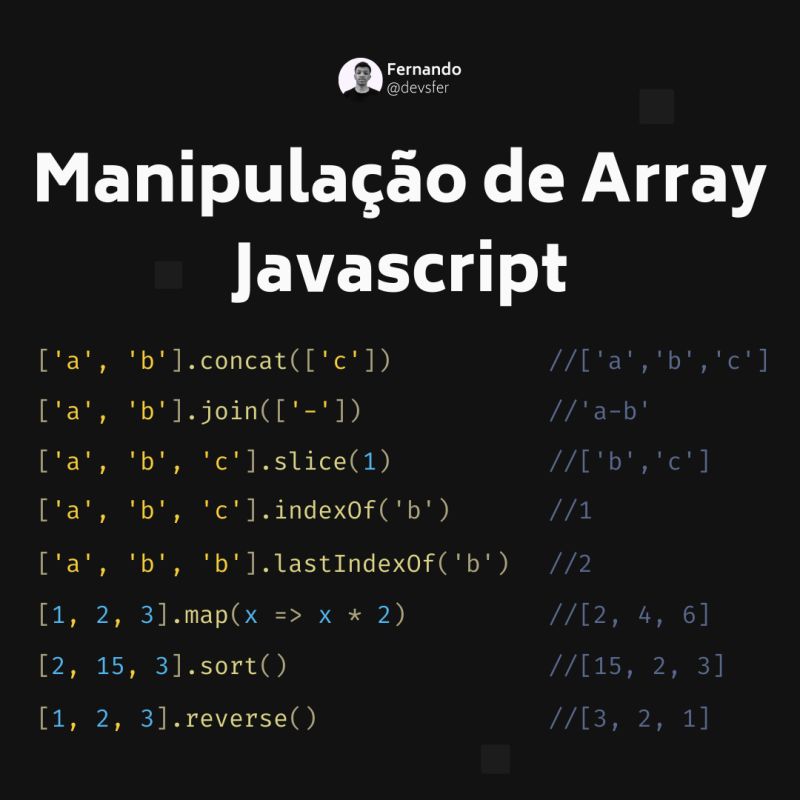 Fernando
@devsfer
Manipulação de Array
Javascript
['a', 'b'].concat(['c']) //['a','b','c']
['a', 'b'].join(['-']) //'a-b'
['a', 'b', 'c'].slice(1) //['b','c']
['a', 'b', 'c'].indexOf('b') //1
['a', 'b', 'b'].lastIndexOf('b') //2
[1, 2, 3].map(x => x * 2) //[2, 4, 6]
[2, 15, 3].sort() //[15, 2, 3]
[1, 2, 3].reverse() //[3, 2, 1]